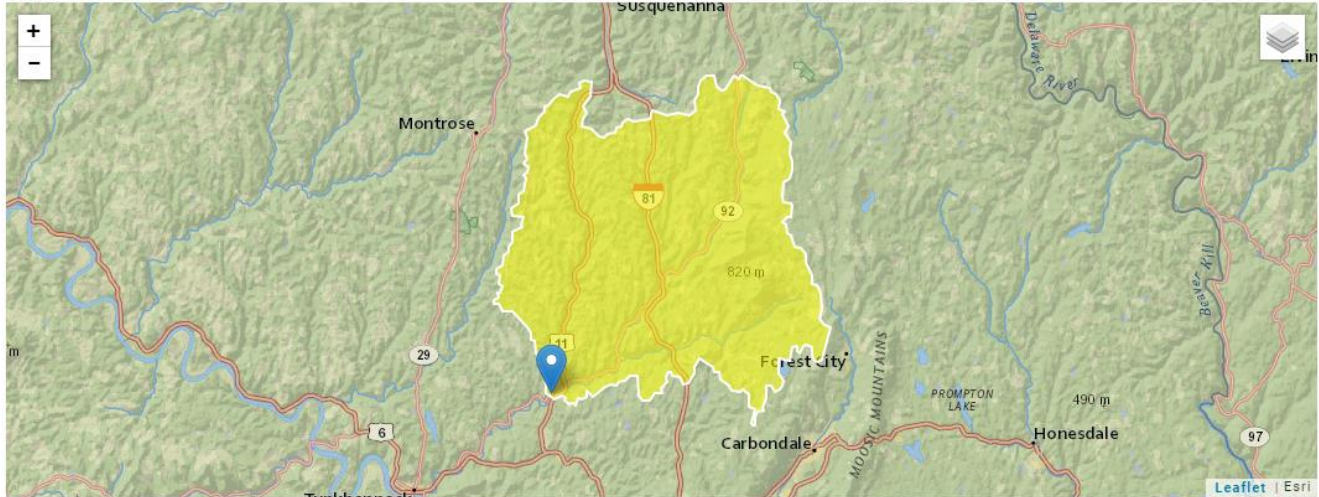 Susquehanna
+
−
Delaware
River
Montrose
81
92
820 m
Beaver Kill
11
29
Forest City
MOOSIC MOUNTAINS
PROMPTON
LAKE
490 m
6
Carbondale
Honesdale
97
Leaflet | Esri